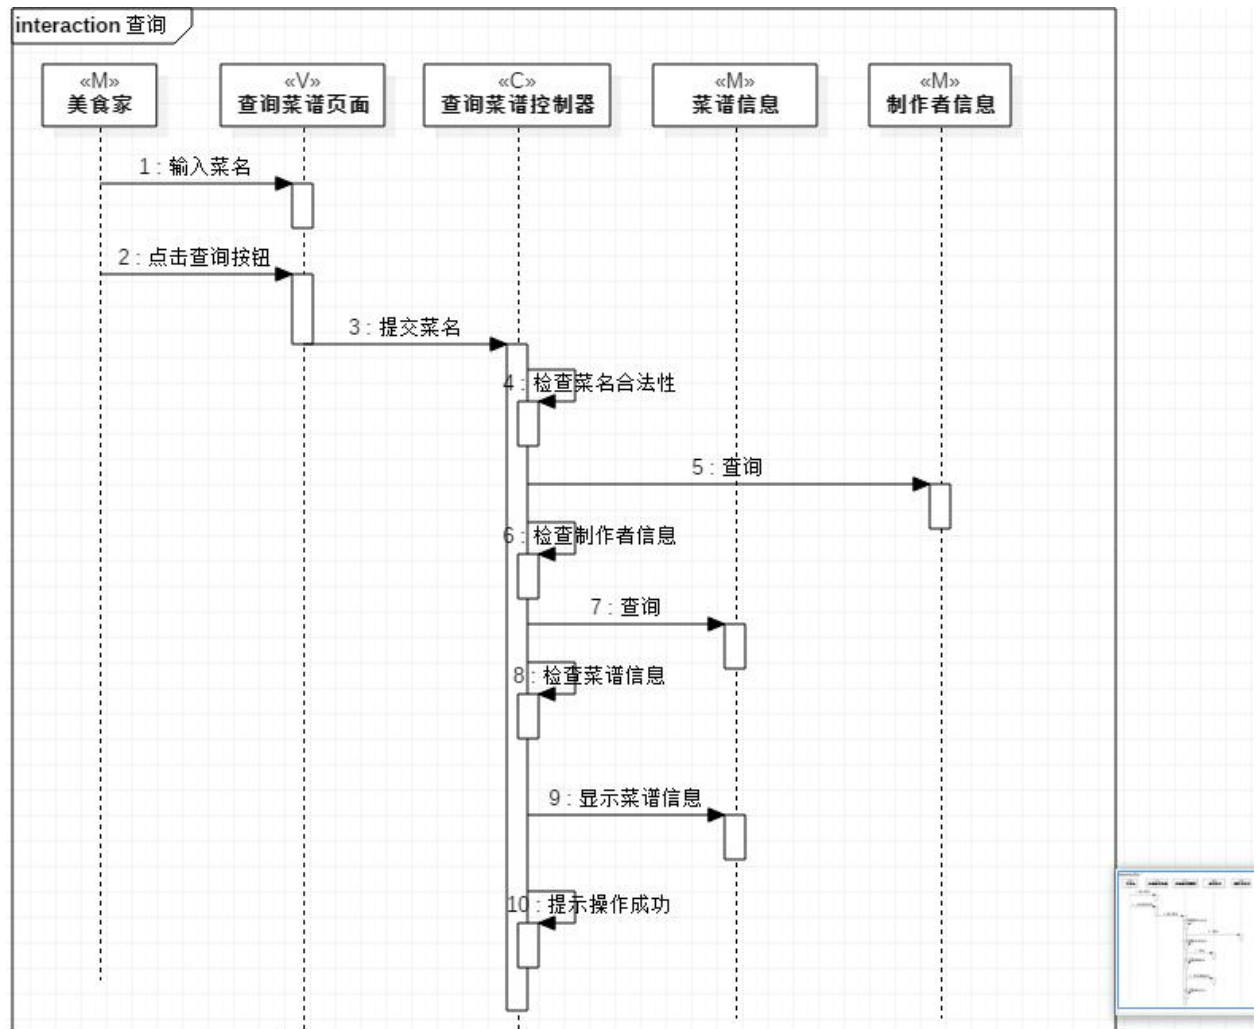 interaction 查询
«M»
美食家
«V»
查询菜谱页面
«C»
查询菜谱控制器
«M»
菜谱信息
«M»
制作者信息
1 : 输入菜名
2 : 点击查询按钮
3 : 提交菜名
4 : 检查菜名合法性
5 : 查询
6 : 检查制作者信息
7 : 查询
8 : 检查菜谱信息
9 : 显示菜谱信息
10 : 提示操作成功